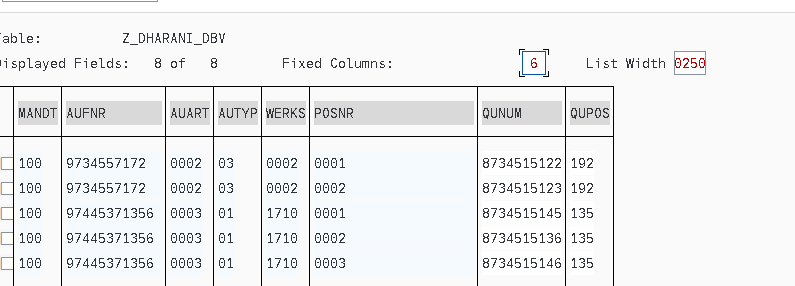 Table: Z_DHARANI_DBV
Displayed Fields: 8 of 8 Fixed Columns: 6 List Width 0250
MANDT AUFNR AUART AUTYP WERKS POSNR QUNUM QUPOS
100 9734557172 0002 03 0002 0001 8734515122 192
100 9734557172 0002 03 0002 0002 8734515123 192
100 97445371356 0003 01 1710 0001 8734515145 135
100 97445371356 0003 01 1710 0002 8734515136 135
100 97445371356 0003 01 1710 0003 8734515146 135